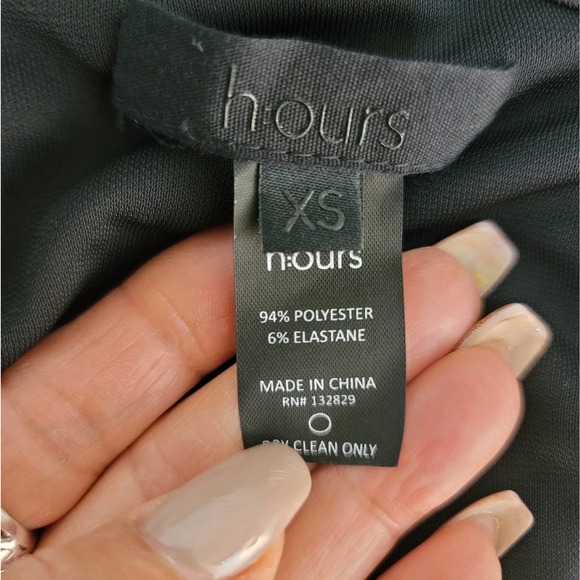 h:ours
XS
h:ours
94% POLYESTER
6% ELASTANE
MADE IN CHINA
RN# 132829
DRY CLEAN ONLY